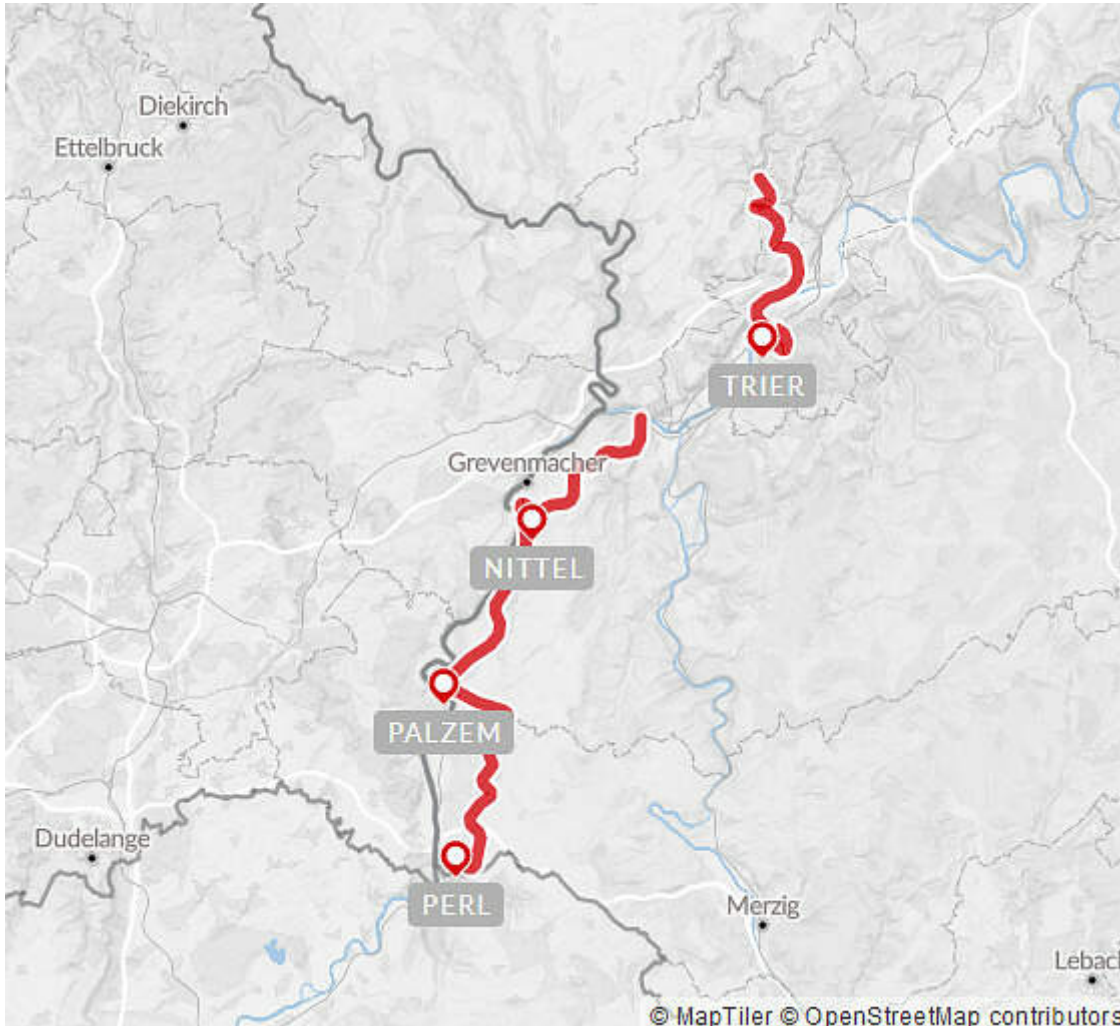 Diekirch
Ettelbruck
TRIER
Grevenmacher
NITTEL
PALZEM
Dudelange
PERL
Merzig
Lebach
© MapTiler © OpenStreetMap contributors